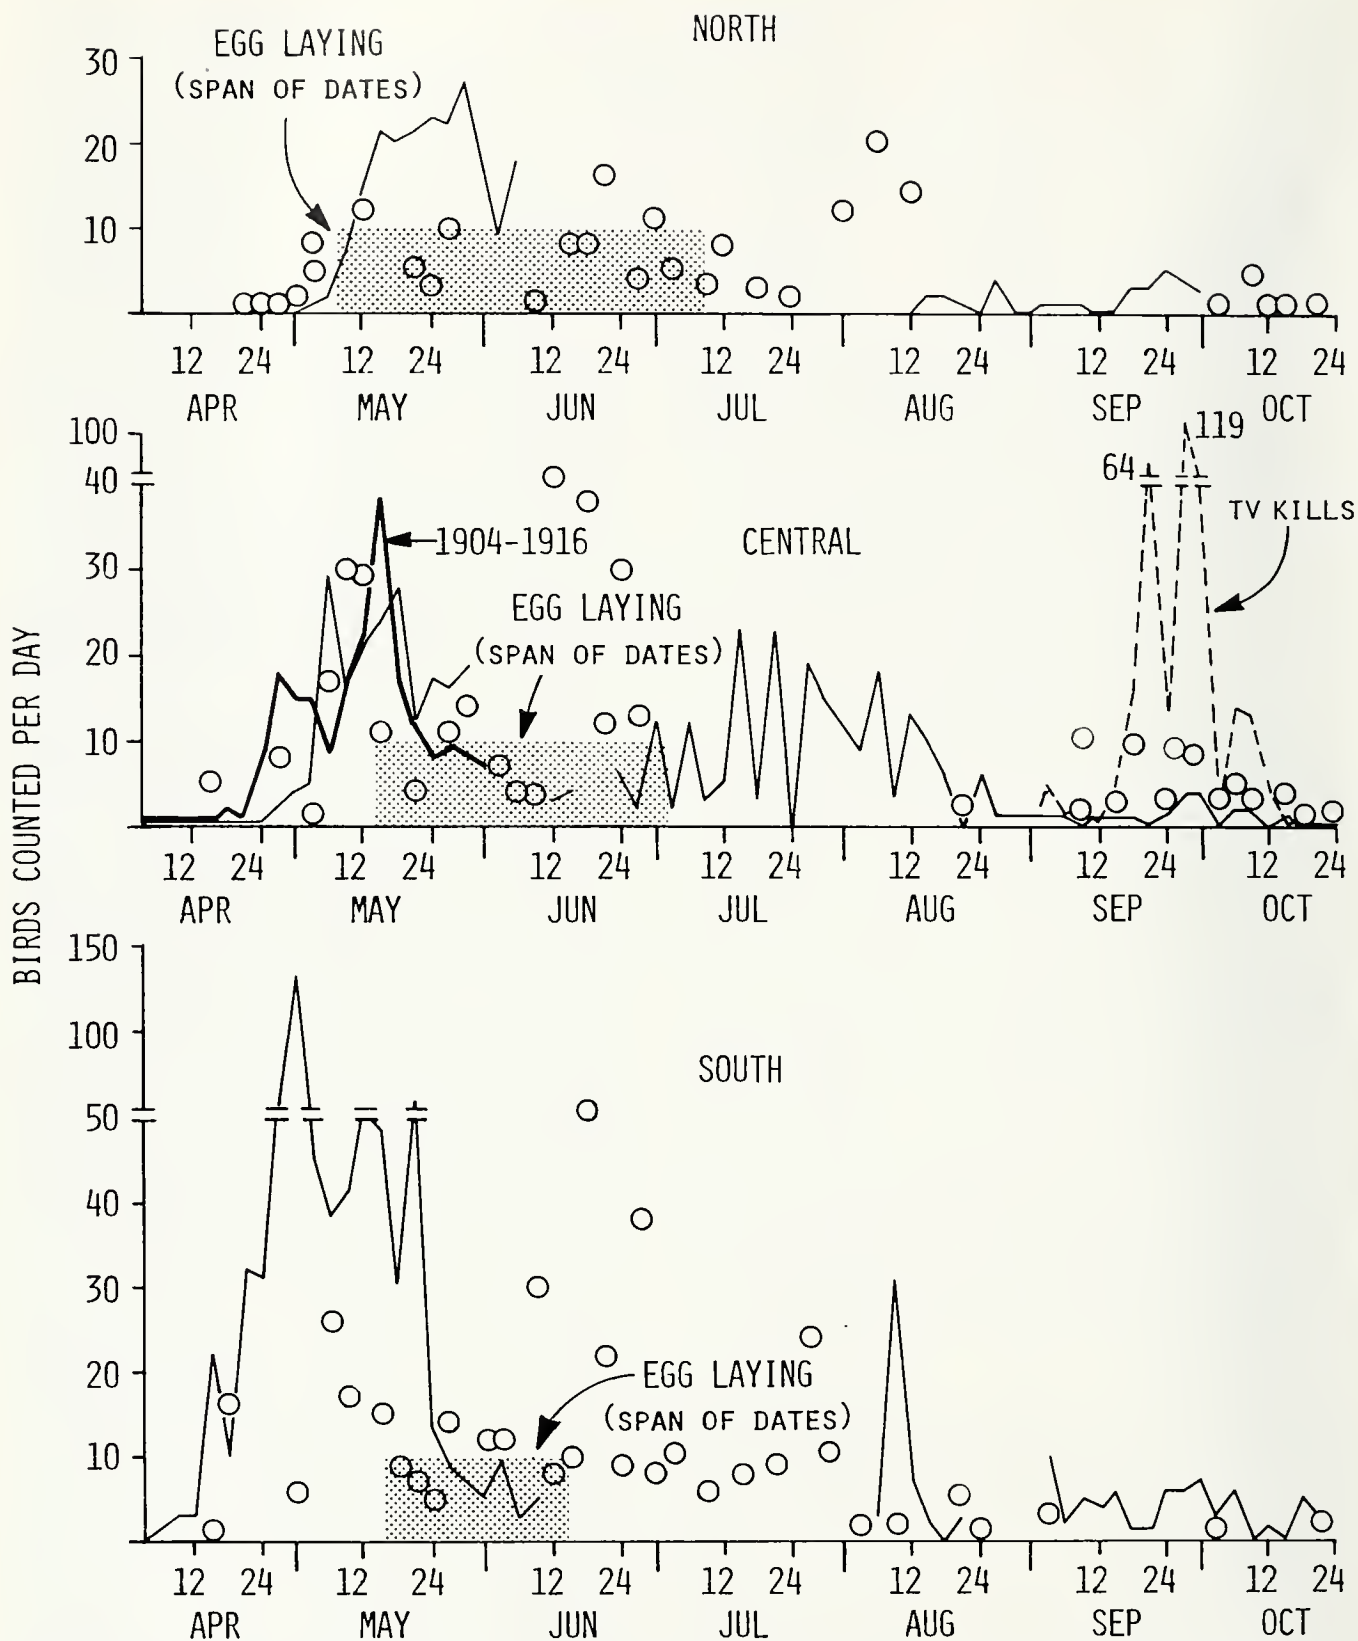 NORTH
EGG LAYING
(SPAN OF DATES)
30
20
10
12 24 12 24 12 24 12 24 12 24 12 24 12 24
APR MAY JUN JUL AUG SEP OCT
BIRDS COUNTED PER DAY
100
40
30
20
10
119
64
TV KILLS
1904-1916
CENTRAL
EGG LAYING
(SPAN OF DATES)
12 24 12 24 12 24 12 24 12 24 12 24 12 24
APR MAY JUN JUL AUG SEP OCT
150
100
50
40
30
20
10
SOUTH
EGG LAYING
(SPAN OF DATES)
12 24 12 24 12 24 12 24 12 24 12 24 12 24
APR MAY JUN JUL AUG SEP OCT